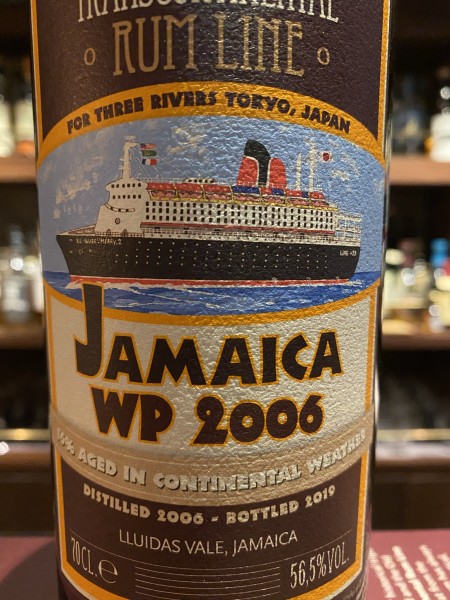 TRANSCONTINENTAL
RUM LINE
FOR THREE RIVERS TOKYO, JAPAN
JAMAICA
WP 2006
AGED IN CONTINENTAL WEATHER
DISTILLED 2006 - BOTTLED 2019
LLUIDAS VALE, JAMAICA
70CL. e
56,5%VOL.